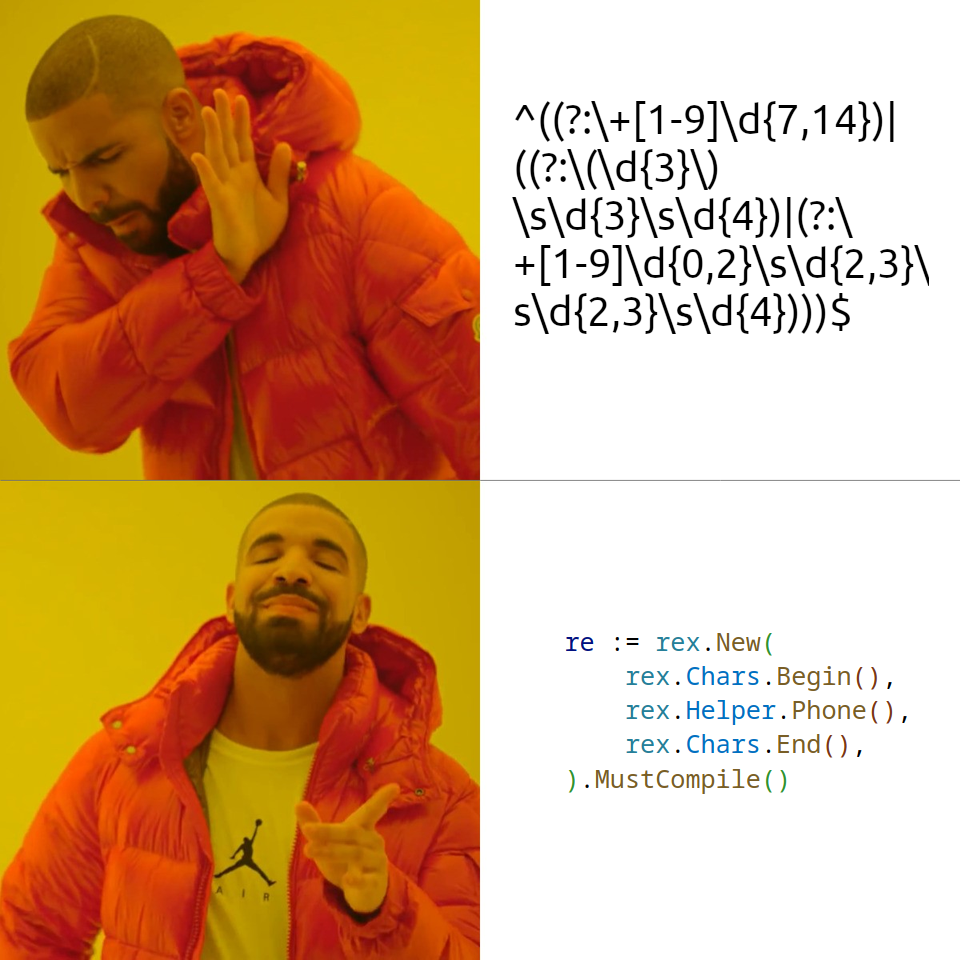 ^((?:\+[1-9]\d{7,14})|
((?:\(\d{3}\)
\s\d{3}\s\d{4})|(?:\
+[1-9]\d{0,2}\s\d{2,3}\
s\d{2,3}\s\d{4})))$
re := rex.New(
    rex.Chars.Begin(),
    rex.Helper.Phone(),
    rex.Chars.End(),
).MustCompile()
AIR